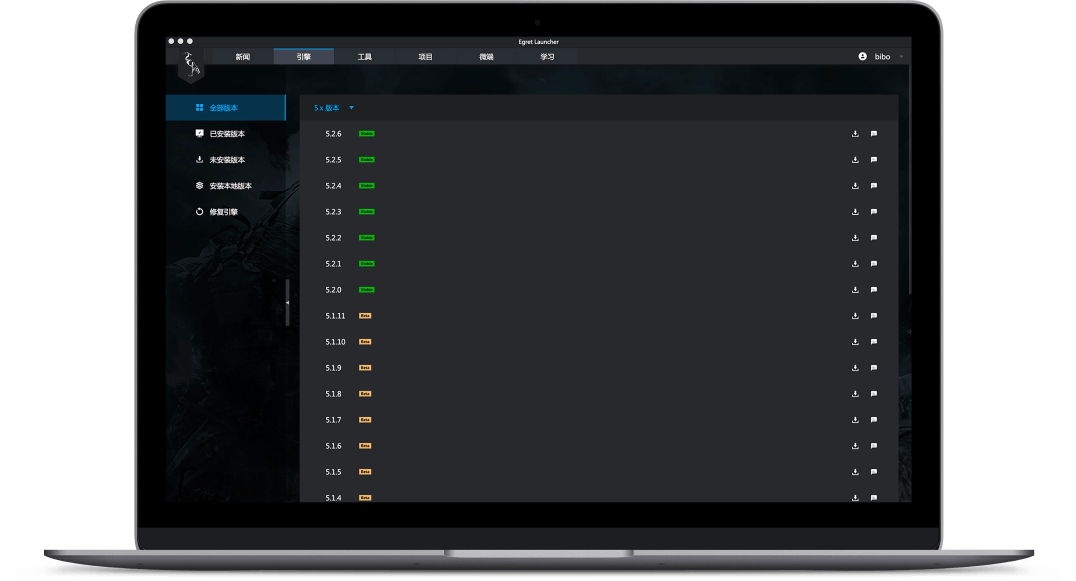 Egret Launcher
新闻 引擎 工具 项目 微端 学习 bibo
全部版本
已安装版本
未安装版本
安装本地版本
修复引擎
5.x 版本
5.2.6 Stable
5.2.5 Stable
5.2.4 Stable
5.2.3 Stable
5.2.2 Stable
5.2.1 Stable
5.2.0 Stable
5.1.11 Beta
5.1.10 Beta
5.1.9 Beta
5.1.8 Beta
5.1.7 Beta
5.1.6 Beta
5.1.5 Beta
5.1.4 Beta